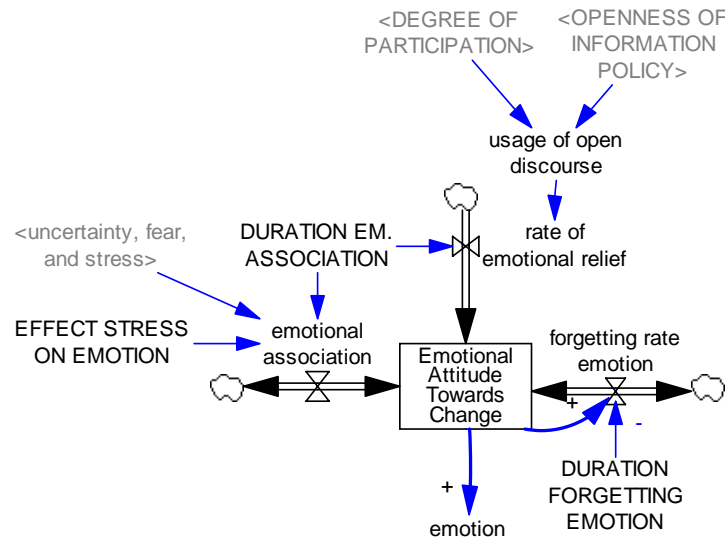 <DEGREE OF
PARTICIPATION>
<OPENNESS OF
INFORMATION
POLICY>
usage of open
discourse
rate of
emotional relief
DURATION EM.
ASSOCIATION
<uncertainty, fear,
and stress>
EFFECT STRESS
ON EMOTION
emotional
association
Emotional
Attitude
Towards
Change
forgetting rate
emotion
+
-
DURATION
FORGETTING
EMOTION
+
emotion